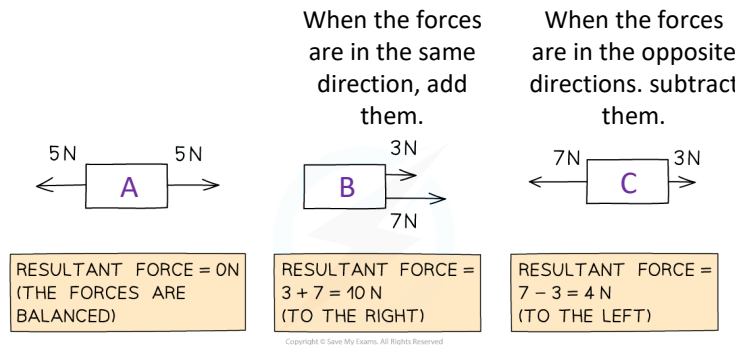 When the forces
are in the same
direction, add
them.
When the forces
are in the opposite
directions. subtract
them.
5N
5N
A
3N
B
7N
7N
3N
C
RESULTANT FORCE = 0N
(THE FORCES ARE
BALANCED)
RESULTANT FORCE =
3 + 7 = 10 N
(TO THE RIGHT)
RESULTANT FORCE =
7 – 3 = 4 N
(TO THE LEFT)
Copyright © Save My Exams. All Rights Reserved